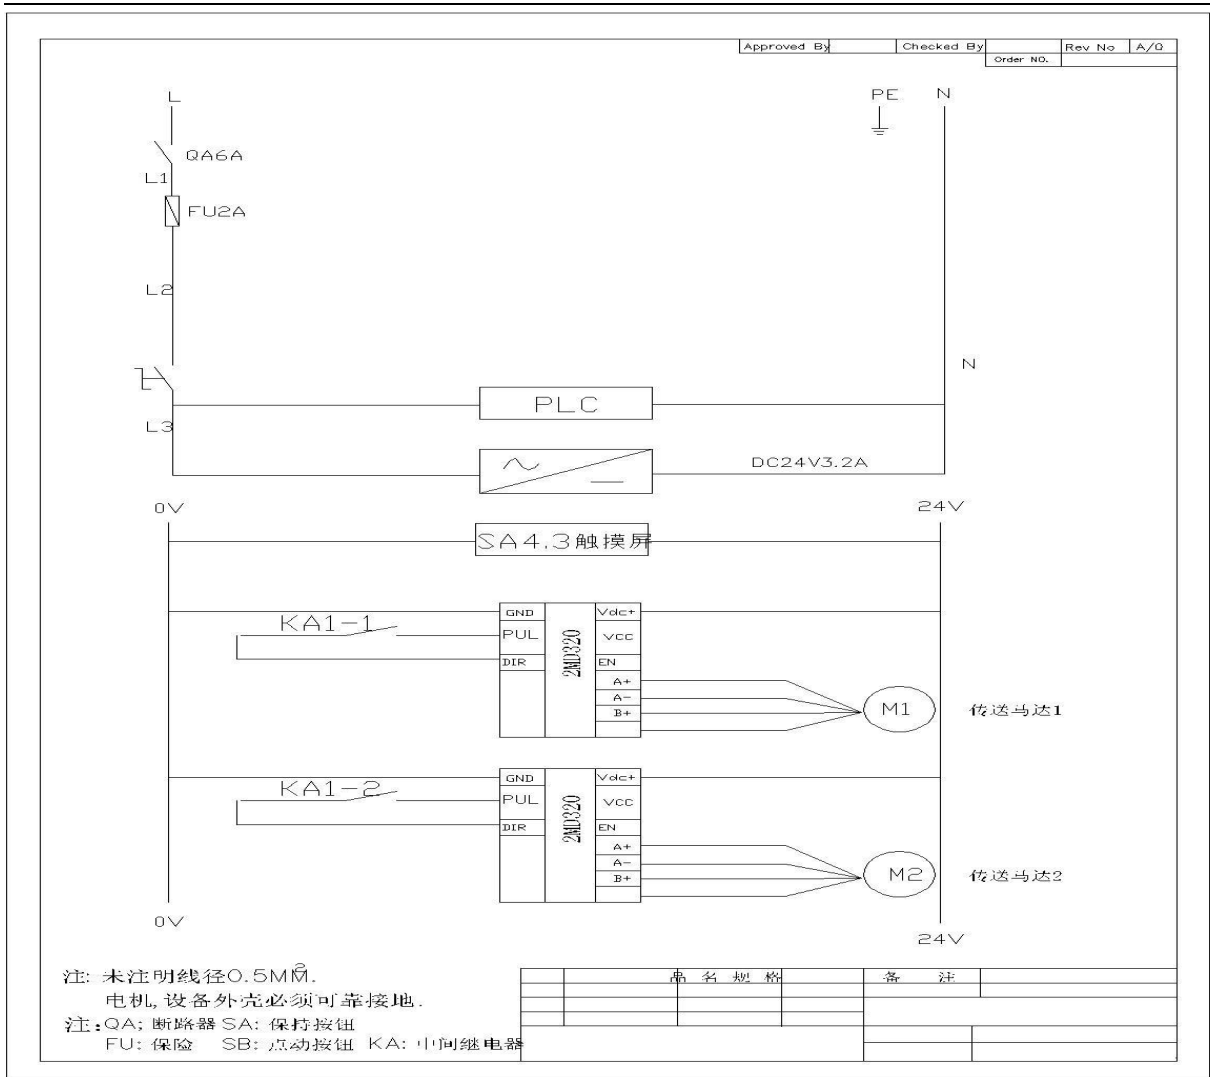 Approved By Checked By Rev No A/0
Order NO.
L PE N
QA6A
L1
FU2A
L2
N
PLC
L3
DC24V3.2A
0V 24V
SA4.3触摸屏
KA1-1 GND Vdc+
PUL 2MD320 VCC
DIR EN
A+
A-
B+
M1 传送马达1
KA1-2 GND Vdc+
PUL 2MD320 VCC
DIR EN
A+
A-
B+
M2 传送马达2
0V
24V
注: 未注明线径0.5MM².
电机, 设备外壳必须可靠接地.
注:QA; 断路器 SA: 保持按钮
FU: 保险 SB: 点动按钮 KA: 中间继电器
品 名 规 格 备 注